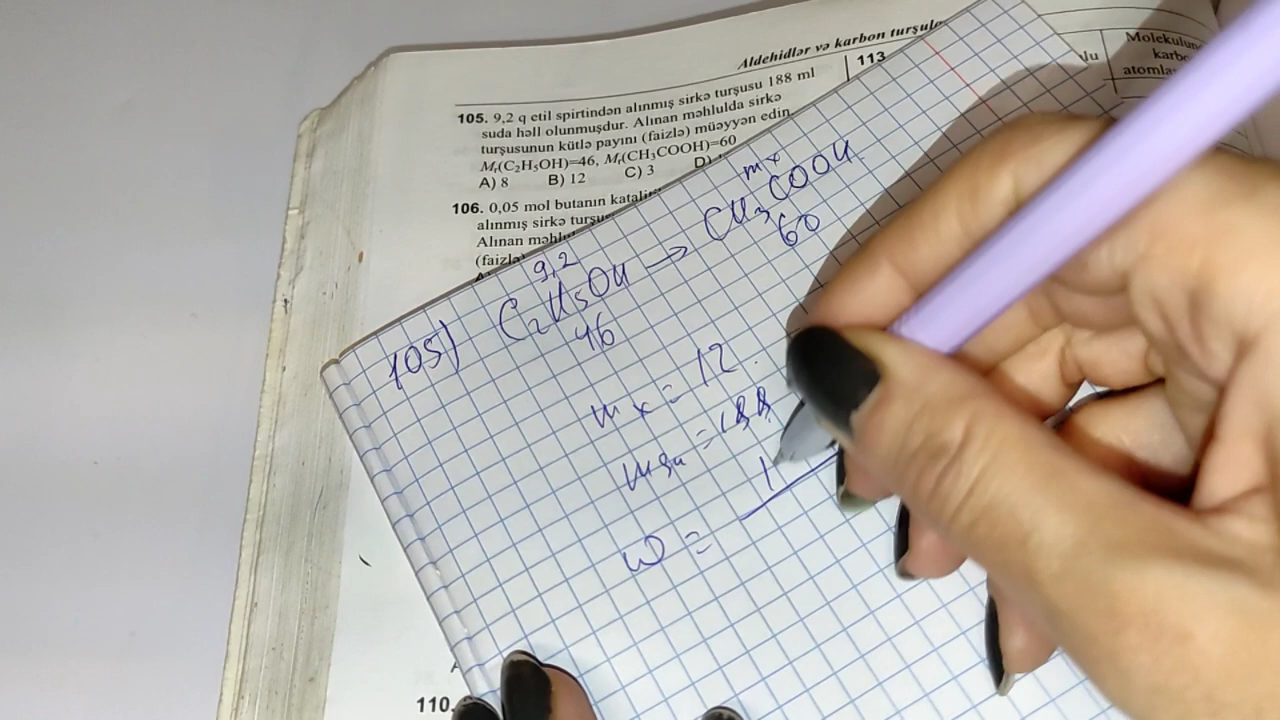 Aldehidlər və karbon
113
Molekulun
karbo
atomla
105. 9,2 q etil spirtindən alınmış sirkə turşusu 188 ml
suda həll olunmuşdur. Alınan məhlulda sirkə
turşusunun kütlə payını (faizlə) müəyyən edin.
Mr(C₂H₅OH)=46, Mr(CH₃COOH)=60
A) 8 B) 12 C) 3 D)
106. 0,05 mol butanın katali
alınmış sirkə turşu
Alınan məhlu
(faizlə)
105) C₂H₅OH → CH₃COOH
9,2 mx
46 60
mx = 12
msu = 188
ω = 1
110.